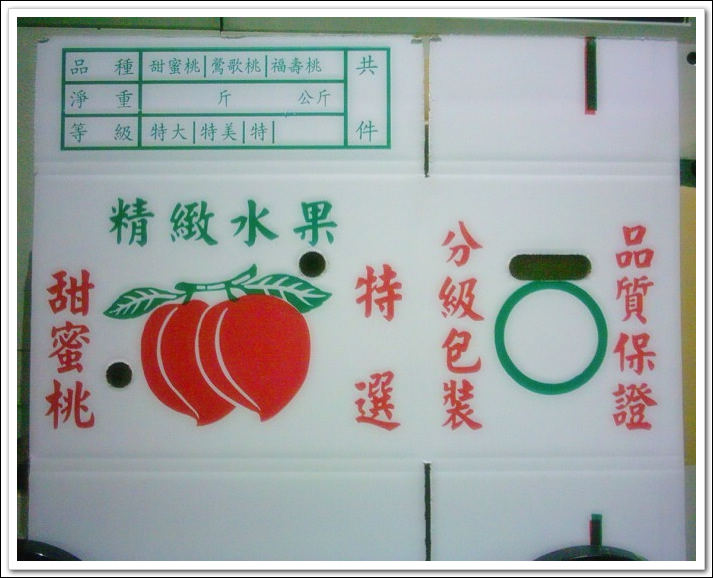 品種 甜蜜桃 鶯歌桃 福壽桃 共件
淨重 斤 公斤
等級 特大 特美 特
精緻水果
甜蜜桃
特選
分級包裝
品質保證